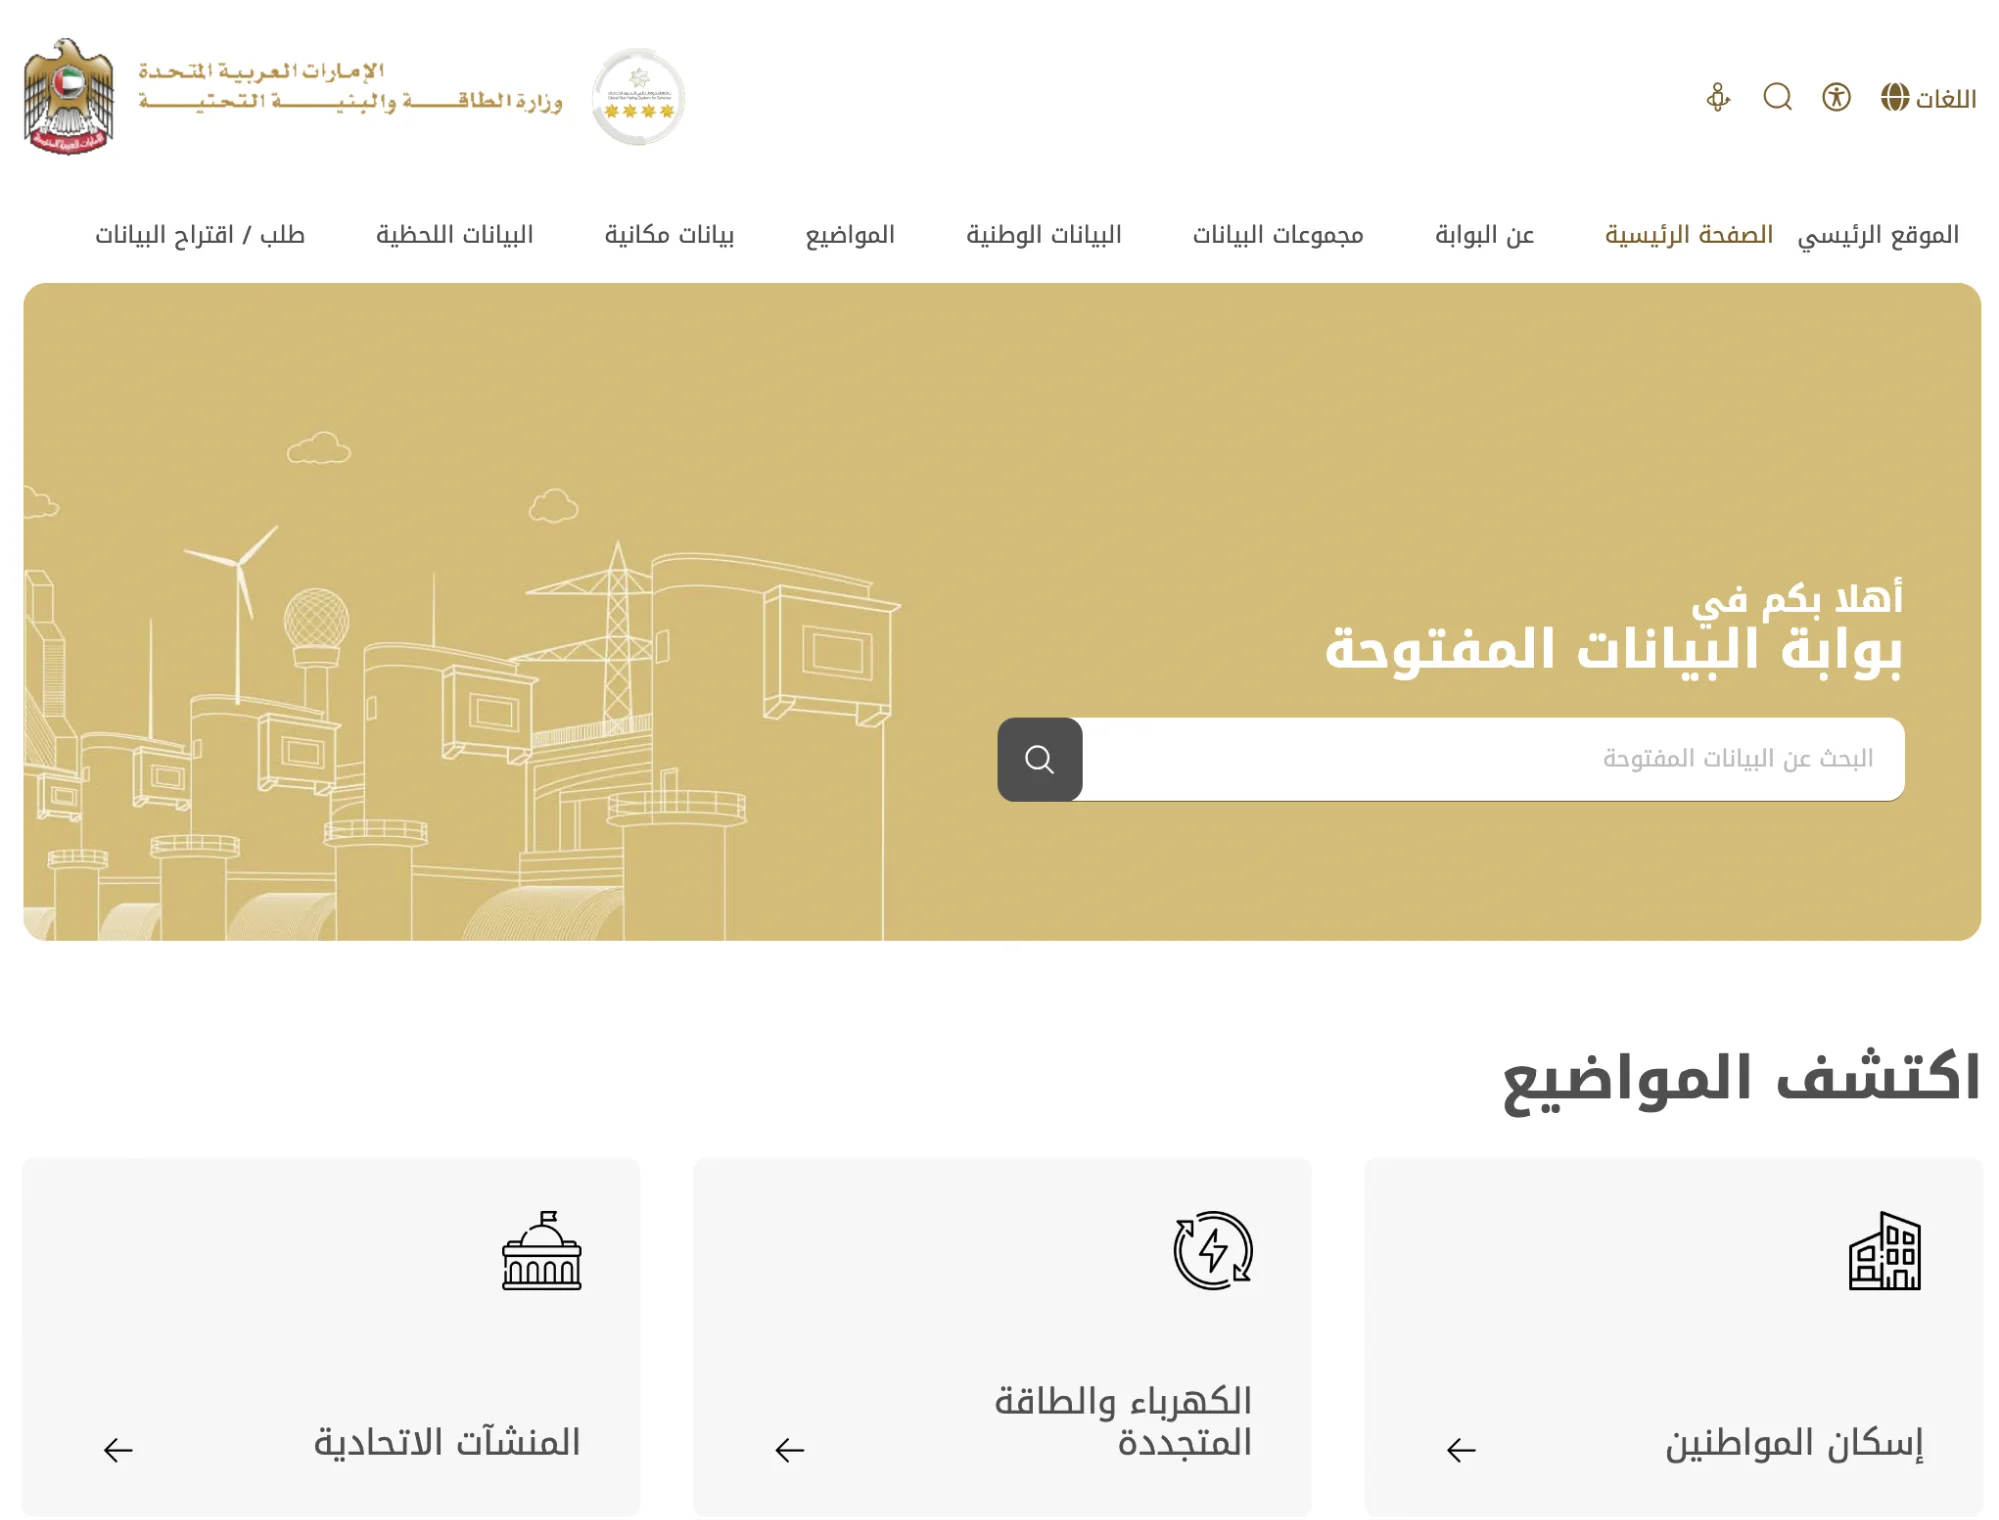 الإمارات العربية المتحدة
وزارة الطاقة والبنية التحتية
اللغات
الموقع الرئيسي
الصفحة الرئيسية
عن البوابة
مجموعات البيانات
البيانات الوطنية
المواضيع
بيانات مكانية
البيانات اللحظية
طلب / اقتراح البيانات
أهلا بكم في
بوابة البيانات المفتوحة
البحث عن البيانات المفتوحة
اكتشف المواضيع
إسكان المواطنين
الكهرباء والطاقة
المتجددة
المنشآت الاتحادية